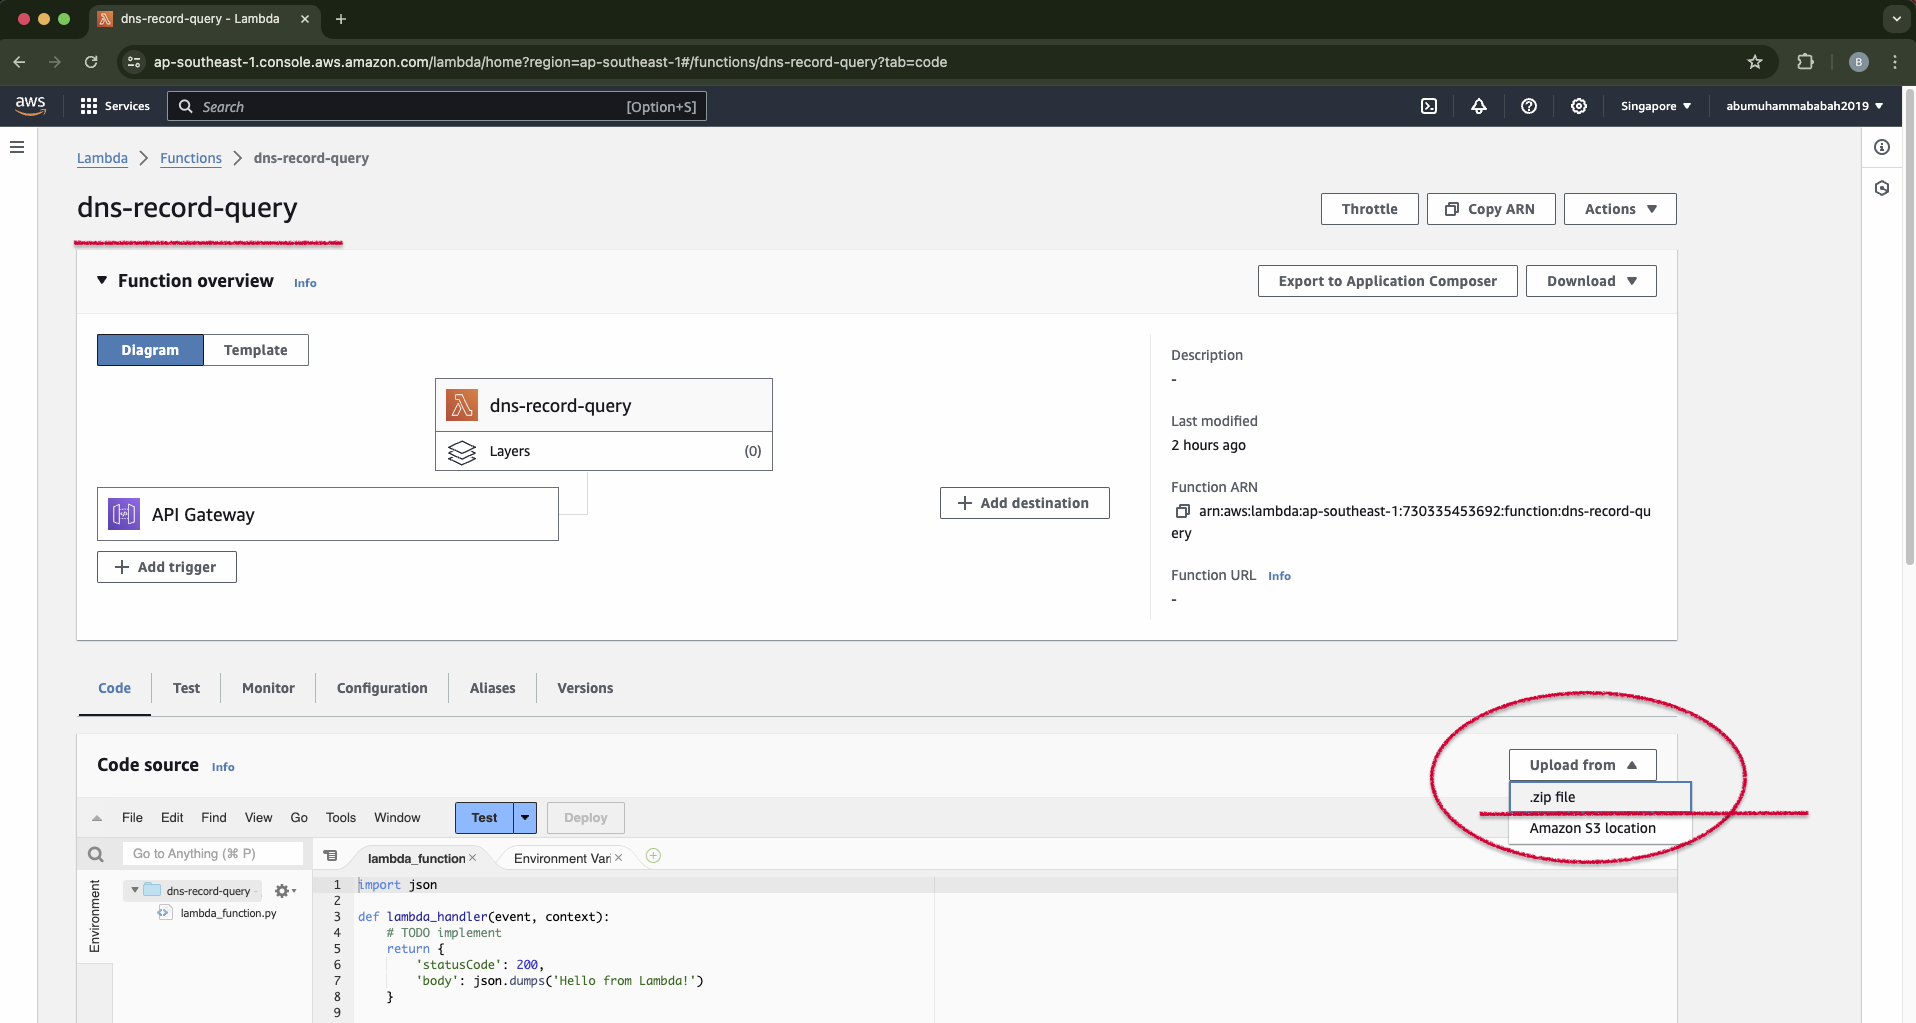 dns-record-query - Lambda
ap-southeast-1.console.aws.amazon.com/lambda/home?region=ap-southeast-1#/functions/dns-record-query?tab=code
B
aws
Services
Search
[Option+S]
Singapore
abumuhammababah2019
Lambda
Functions
dns-record-query
dns-record-query
Throttle
Copy ARN
Actions
Function overview
Info
Export to Application Composer
Download
Diagram
Template
dns-record-query
Layers
(0)
API Gateway
+ Add trigger
+ Add destination
Description
-
Last modified
2 hours ago
Function ARN
arn:aws:lambda:ap-southeast-1:730335453692:function:dns-record-qu
ery
Function URL
Info
-
Code
Test
Monitor
Configuration
Aliases
Versions
Code source
Info
Upload from
.zip file
Amazon S3 location
File
Edit
Find
View
Go
Tools
Window
Test
Deploy
Go to Anything (⌘ P)
lambda_function
Environment Vari
Environment
dns-record-query
lambda_function.py
1 import json
2
3 def lambda_handler(event, context):
4 # TODO implement
5 return {
6 'statusCode': 200,
7 'body': json.dumps('Hello from Lambda!')
8 }
9